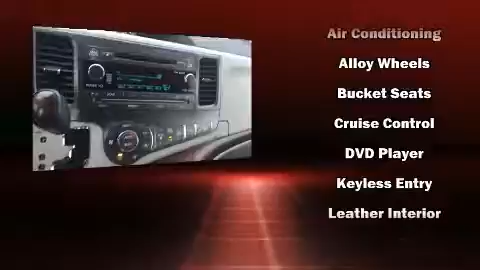 Air Conditioning
Alloy Wheels
Bucket Seats
Cruise Control
DVD Player
Keyless Entry
Leather Interior